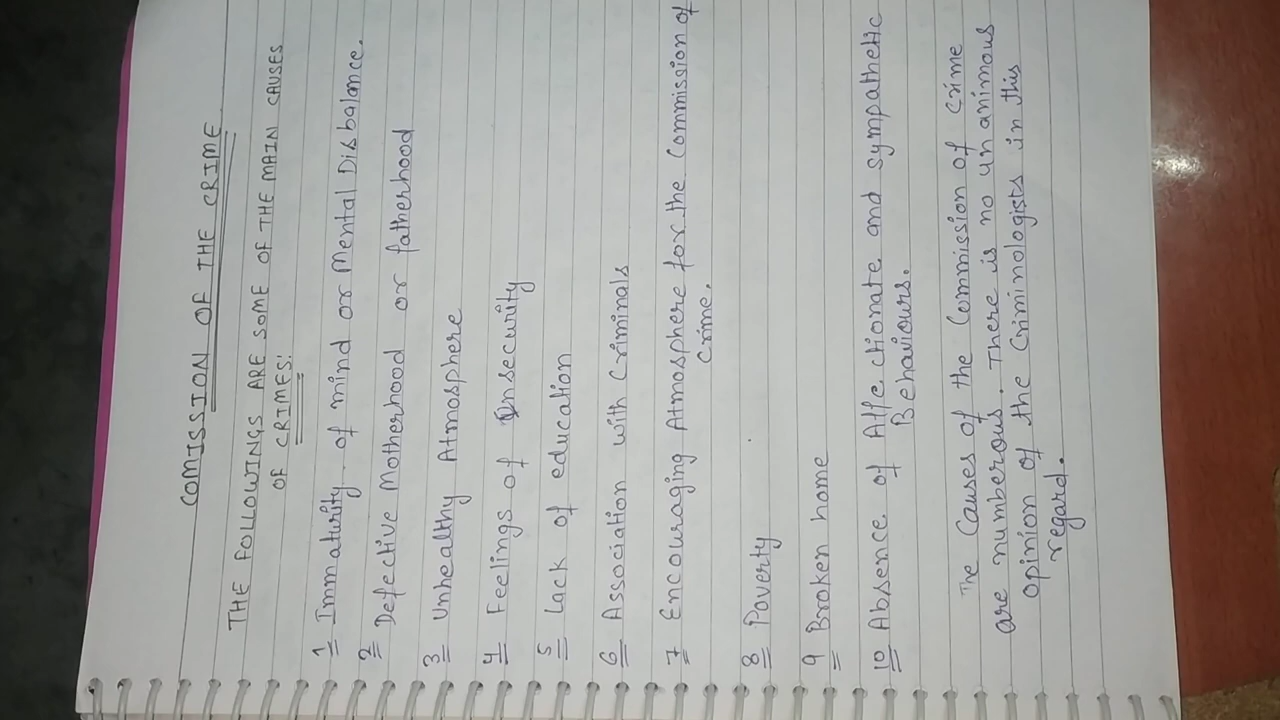 COMISSION OF THE CRIME
THE FOLLOWINGS ARE SOME OF THE MAIN CAUSES
OF CRIMES:
1 Immaturity of mind or Mental Disbalance.
2 Defective Motherhood or fatherhood
3 Unhealthy Atmosphere
4 Feelings of Insecurity
5 Lack of education
6 Association with Criminals
7 Encouraging Atmosphere for the Commission of
Crime.
8 Poverty
9 Broken home
10 Absence of Affectionate and sympathetic
Behaviours.
The Causes of the Commission of crime
are numberous. There is no unanimous
opinion of the Criminologists in this
regard.